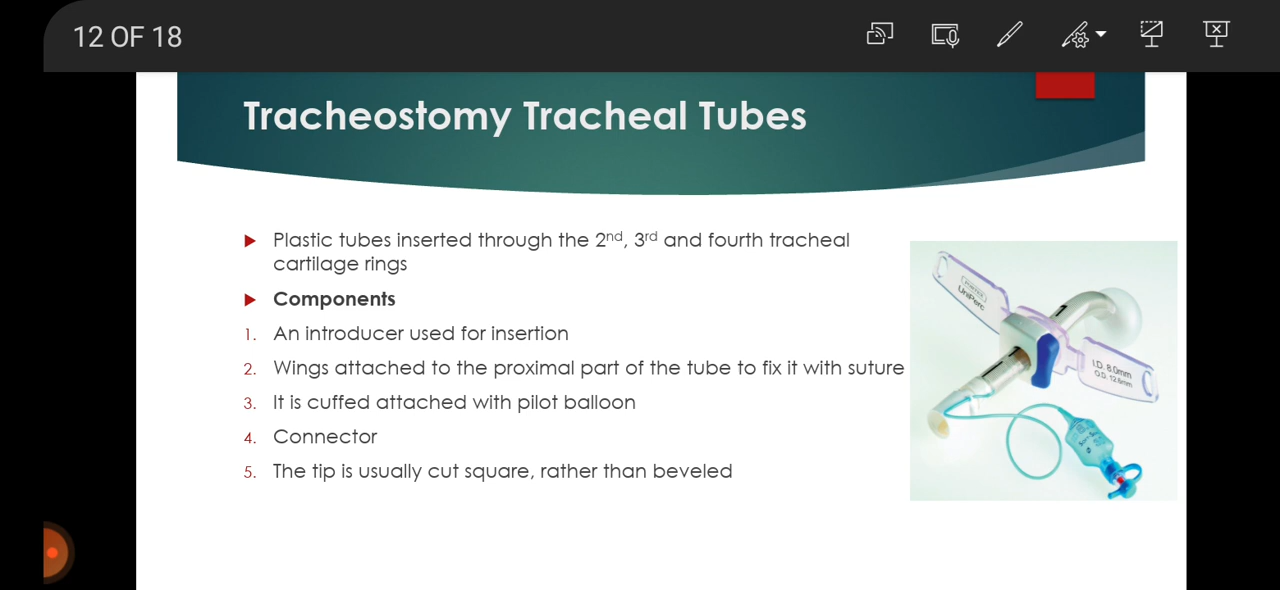 12 OF 18
Tracheostomy Tracheal Tubes
Plastic tubes inserted through the 2nd, 3rd and fourth tracheal
cartilage rings
Components
1. An introducer used for insertion
2. Wings attached to the proximal part of the tube to fix it with suture
3. It is cuffed attached with pilot balloon
4. Connector
5. The tip is usually cut square, rather than beveled
PORTEX
UniPerc
I.D. 8.0mm
O.D. 12.6mm